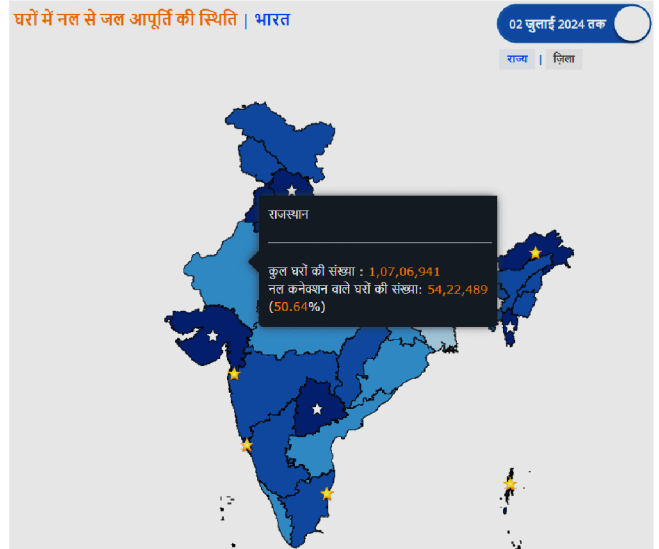 घरों में नल से जल आपूर्ति की स्थिति | भारत
02 जुलाई 2024 तक
राज्य | ज़िला
राजस्थान
कुल घरों की संख्या : 1,07,06,941
नल कनेक्शन वाले घरों की संख्या: 54,22,489
(50.64%)